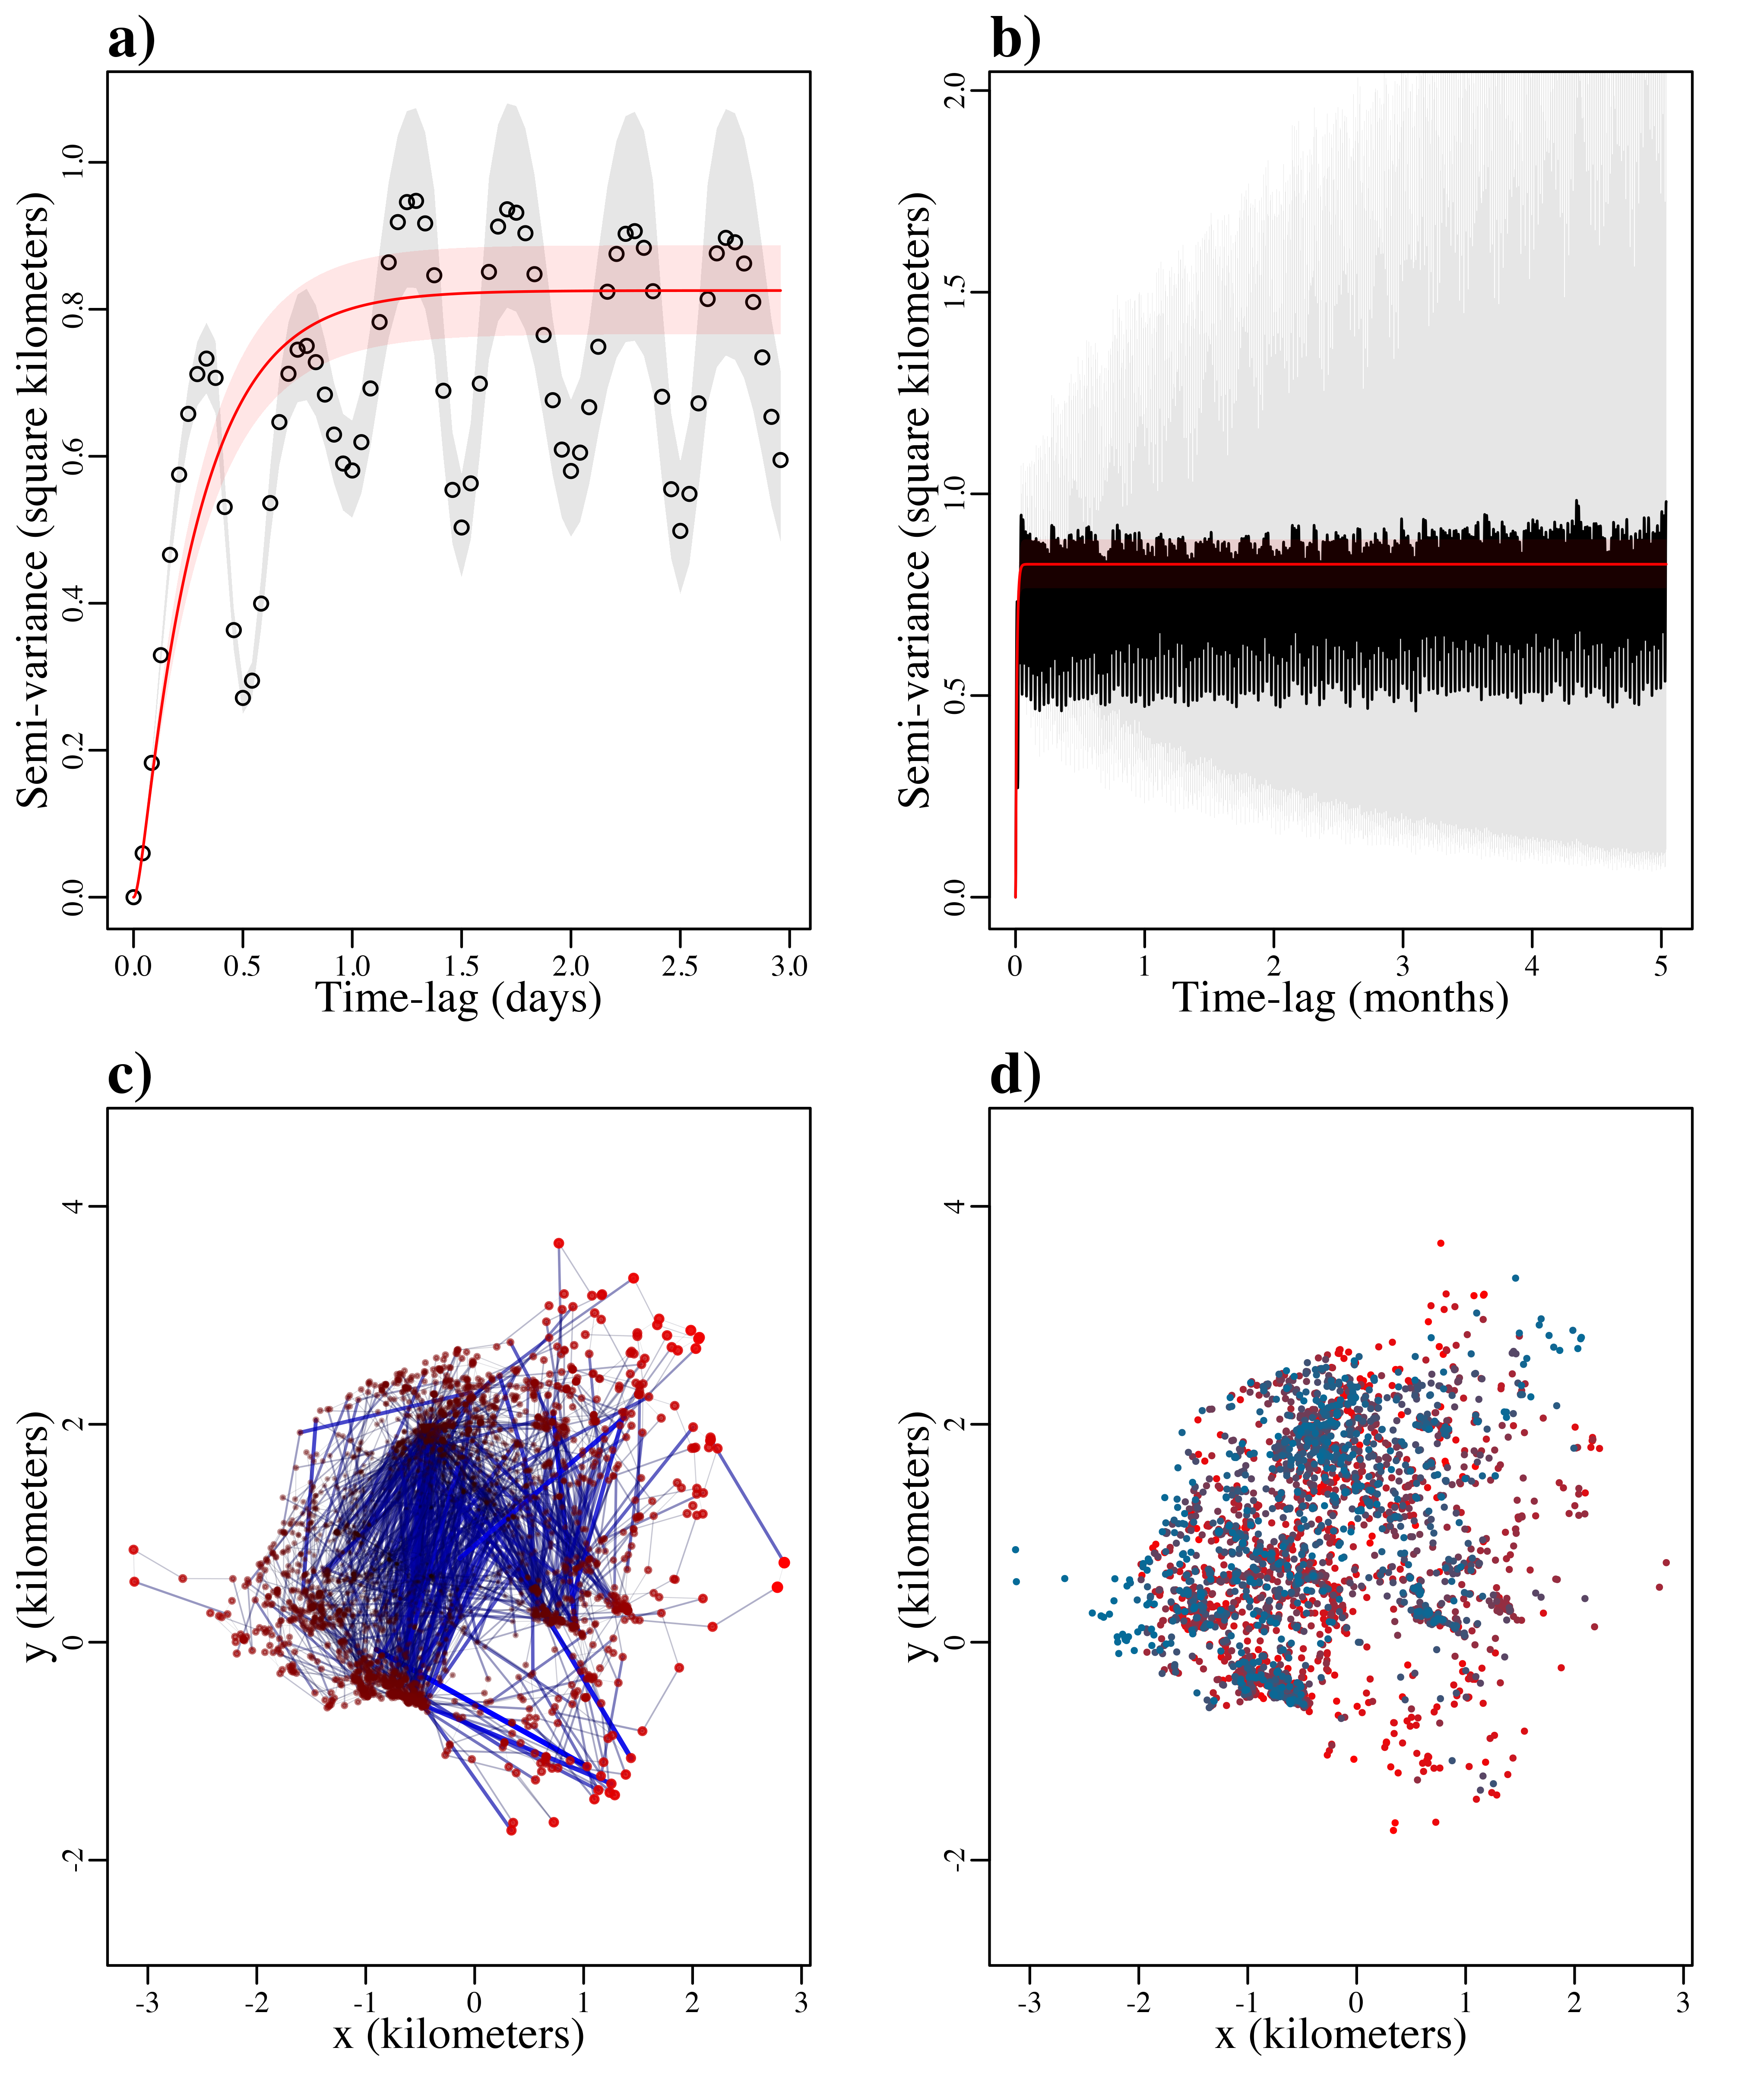 a)
Semi-variance (square kilometers)
1.0
0.8
0.6
0.4
0.2
0.0
0.0 0.5 1.0 1.5 2.0 2.5 3.0
Time-lag (days)
b)
Semi-variance (square kilometers)
2.0
1.5
1.0
0.5
0.0
0 1 2 3 4 5
Time-lag (months)
c)
y (kilometers)
4
2
0
-2
-3 -2 -1 0 1 2 3
x (kilometers)
d)
y (kilometers)
4
2
0
-2
-3 -2 -1 0 1 2 3
x (kilometers)